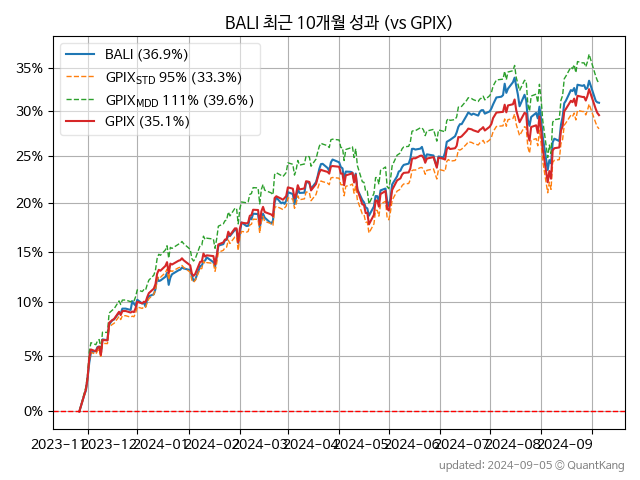 BALI 최근 10개월 성과 (vs GPIX)
BALI (36.9%)
GPIXSTD 95% (33.3%)
GPIXMDD 111% (39.6%)
GPIX (35.1%)
35%
30%
25%
20%
15%
10%
5%
0%
2023-11 2023-12 2024-01 2024-02 2024-03 2024-04 2024-05 2024-06 2024-07 2024-08 2024-09
updated: 2024-09-05 © QuantKang